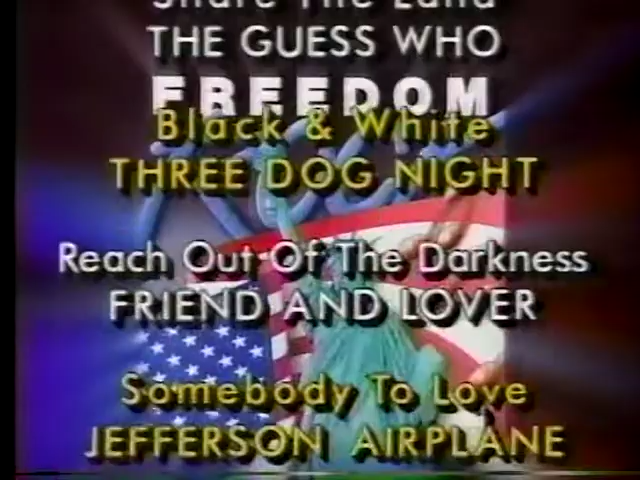 Share The Land
THE GUESS WHO
FREEDOM
Black & White
THREE DOG NIGHT
Rock
Reach Out Of The Darkness
FRIEND AND LOVER
Somebody To Love
JEFFERSON AIRPLANE